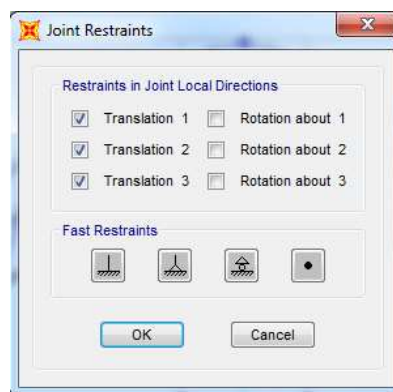 Joint Restraints
Restraints in Joint Local Directions
Translation 1 Rotation about 1
Translation 2 Rotation about 2
Translation 3 Rotation about 3
Fast Restraints
OK Cancel